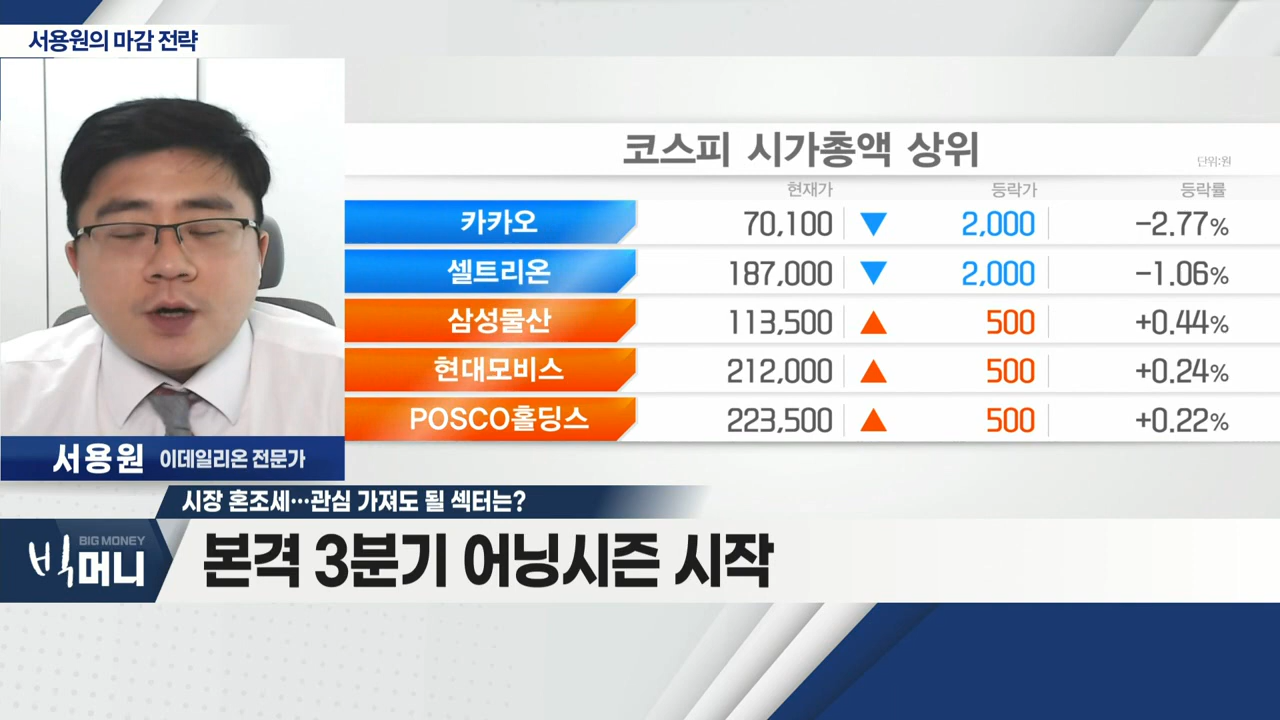 서용원의 마감 전략
코스피 시가총액 상위
단위:원
현재가 등락가 등락률
카카오 70,100 ▼ 2,000 -2.77%
셀트리온 187,000 ▼ 2,000 -1.06%
삼성물산 113,500 ▲ 500 +0.44%
현대모비스 212,000 ▲ 500 +0.24%
POSCO홀딩스 223,500 ▲ 500 +0.22%
서용원 이데일리온 전문가
시장 혼조세…관심 가져도 될 섹터는?
BIG MONEY
빅머니
본격 3분기 어닝시즌 시작